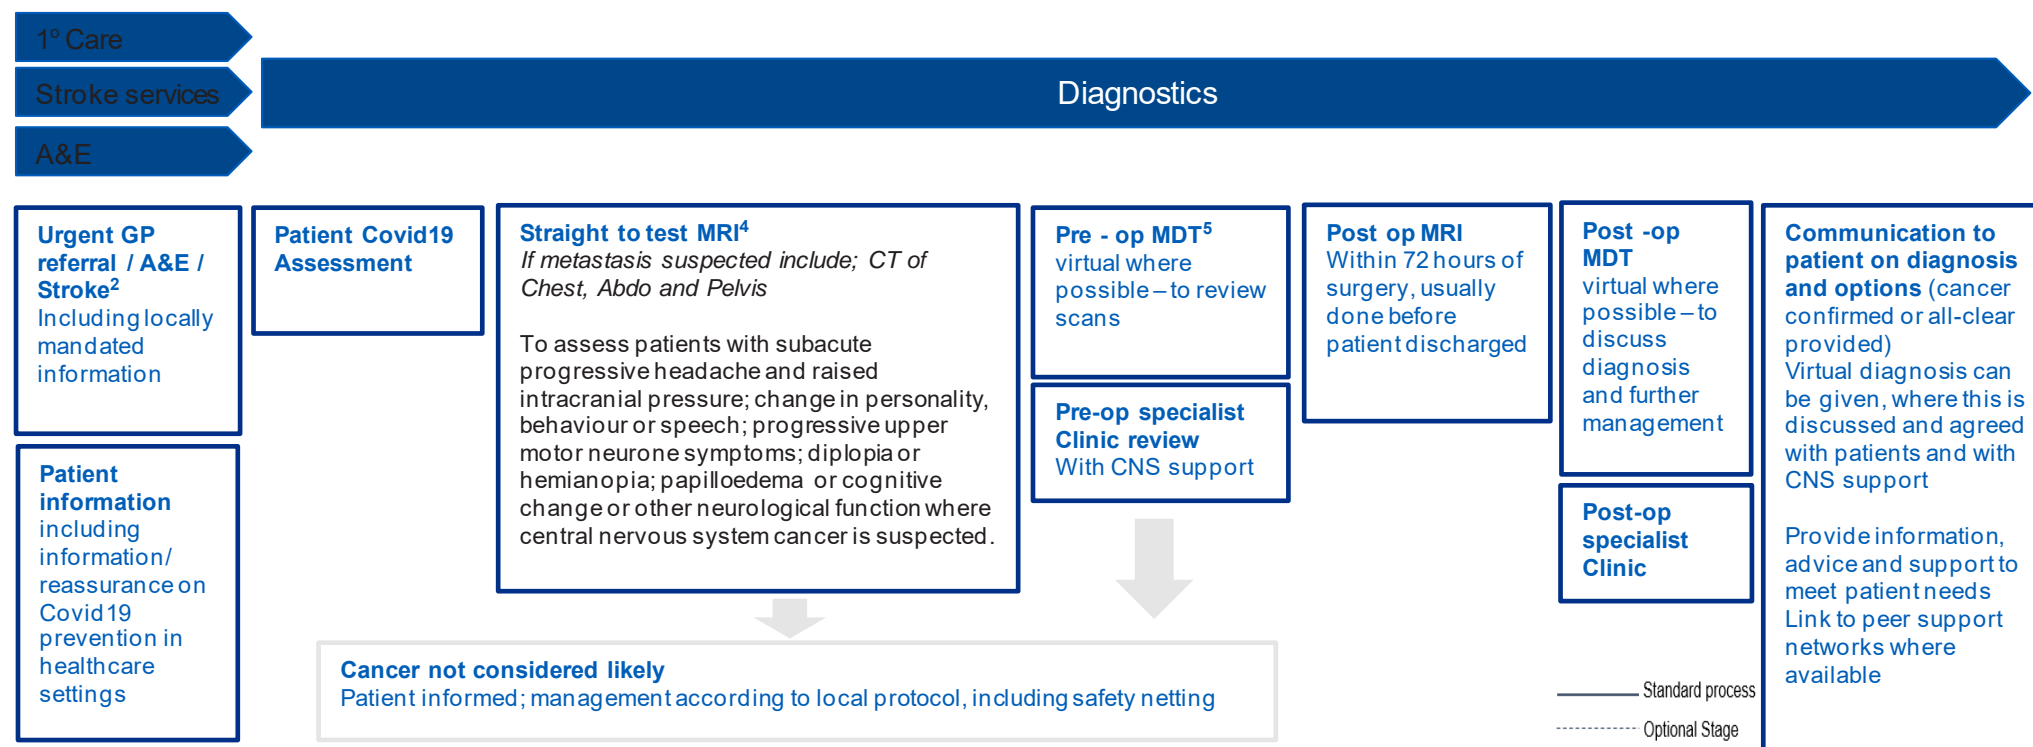 1° Care
Stroke services
A&E
Diagnostics
Urgent GP
referral / A&E /
Stroke2
Including locally
mandated
information
Patient
information
including
information/
reassurance on
Covid19
prevention in
healthcare
settings
Patient Covid19
Assessment
Straight to test MRI4
If metastasis suspected include; CT of
Chest, Abdo and Pelvis
To assess patients with subacute
progressive headache and raised
intracranial pressure; change in personality,
behaviour or speech; progressive upper
motor neurone symptoms; diplopia or
hemianopia; papilloedema or cognitive
change or other neurological function where
central nervous system cancer is suspected.
Pre - op MDT5
virtual where
possible – to review
scans
Pre-op specialist
Clinic review
With CNS support
Cancer not considered likely
Patient informed; management according to local protocol, including safety netting
Post op MRI
Within 72 hours of
surgery, usually
done before
patient discharged
Post -op
MDT
virtual where
possible – to
discuss
diagnosis
and further
management
Post-op
specialist
Clinic
Communication to
patient on diagnosis
and options (cancer
confirmed or all-clear
provided)
Virtual diagnosis can
be given, where this is
discussed and agreed
with patients and with
CNS support
Provide information,
advice and support to
meet patient needs
Link to peer support
networks where
available
Standard process
Optional Stage